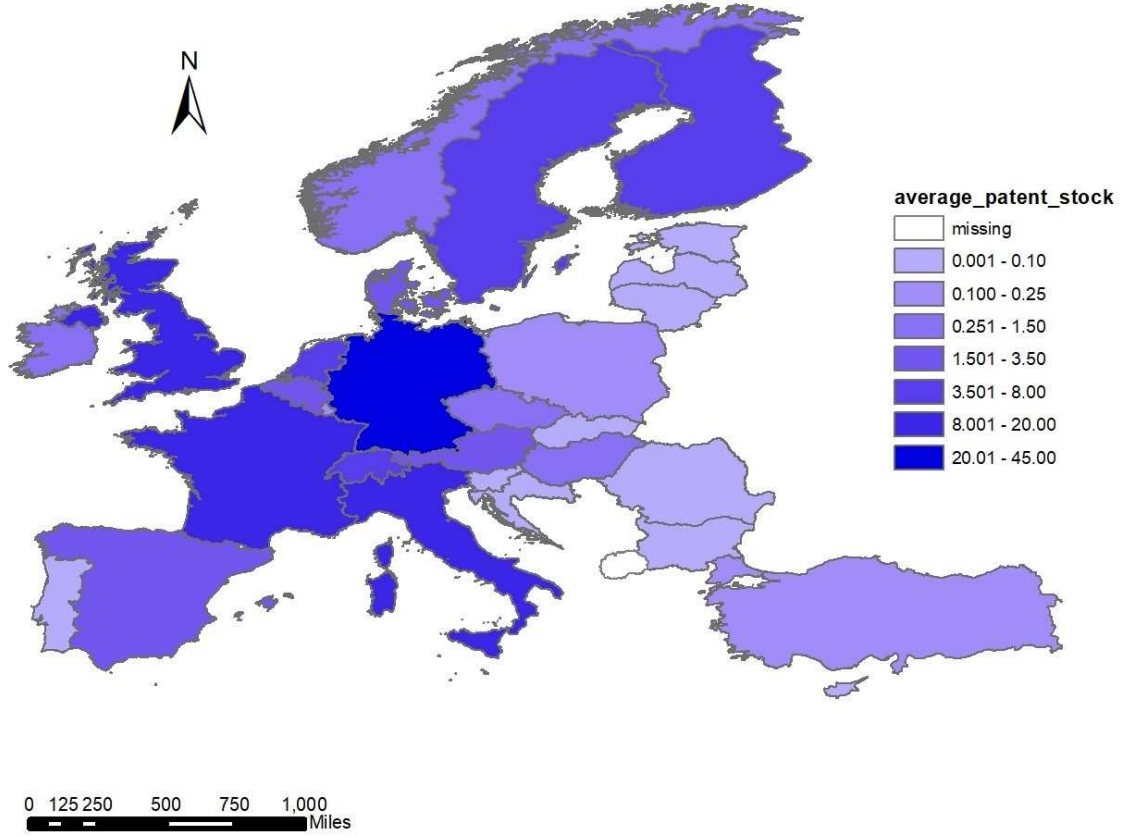 N
average_patent_stock
missing
0.001 - 0.10
0.100 - 0.25
0.251 - 1.50
1.501 - 3.50
3.501 - 8.00
8.001 - 20.00
20.01 - 45.00
0 125 250 500 750 1,000
Miles